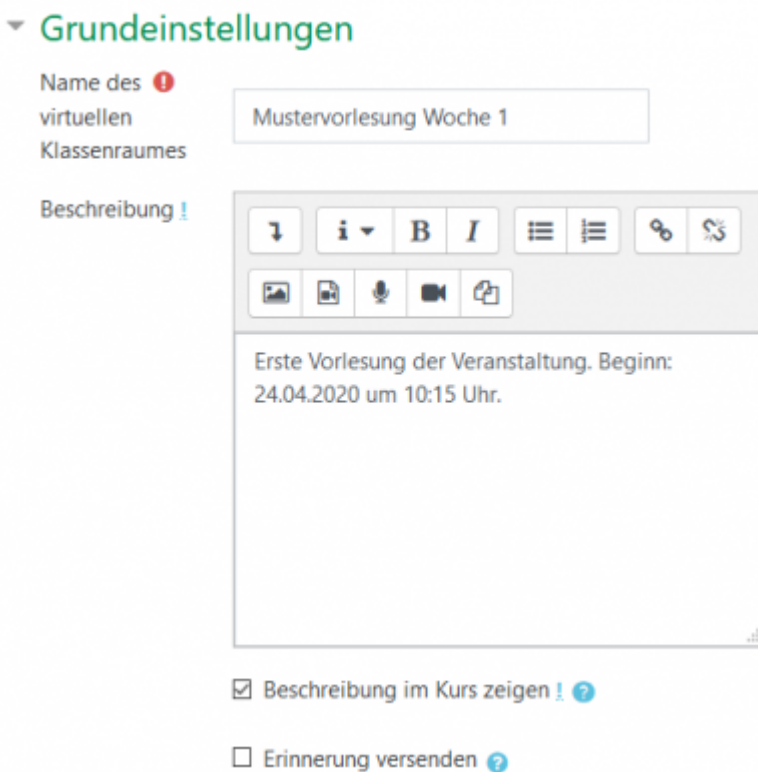 Grundeinstellungen
Name des
virtuellen
Klassenraumes
Mustervorlesung Woche 1
Beschreibung !
i
B
I
Erste Vorlesung der Veranstaltung. Beginn:
24.04.2020 um 10:15 Uhr.
Beschreibung im Kurs zeigen ! ?
Erinnerung versenden ?